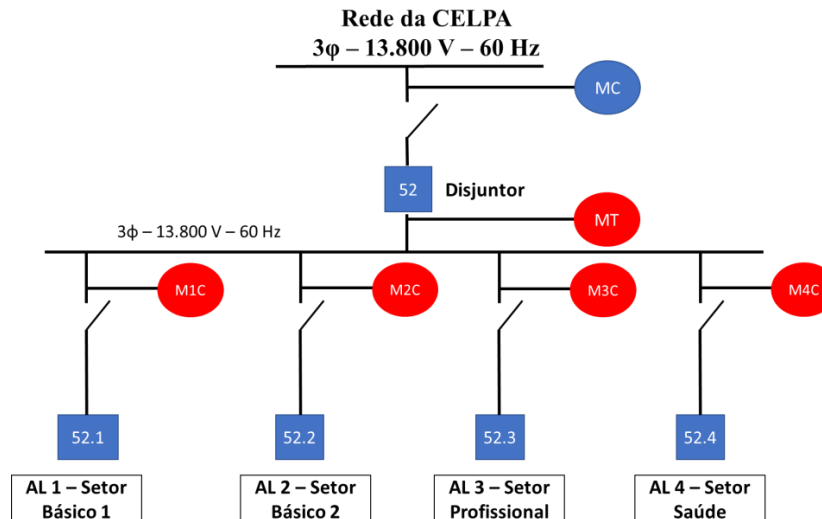 Rede da CELPA
3φ – 13.800 V – 60 Hz
MC
52
Disjuntor
MT
3ϕ – 13.800 V – 60 Hz
M1C
M2C
M3C
M4C
52.1
52.2
52.3
52.4
AL 1 – Setor
Básico 1
AL 2 – Setor
Básico 2
AL 3 – Setor
Profissional
AL 4 – Setor
Saúde